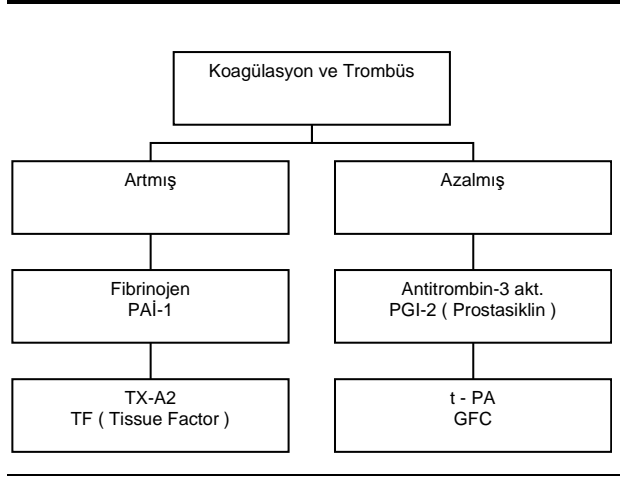 Koagülasyon ve Trombüs
Artmış
Azalmış
Fibrinojen
PAİ-1
Antitrombin-3 akt.
PGI-2 ( Prostasiklin )
TX-A2
TF ( Tissue Factor )
t - PA
GFC